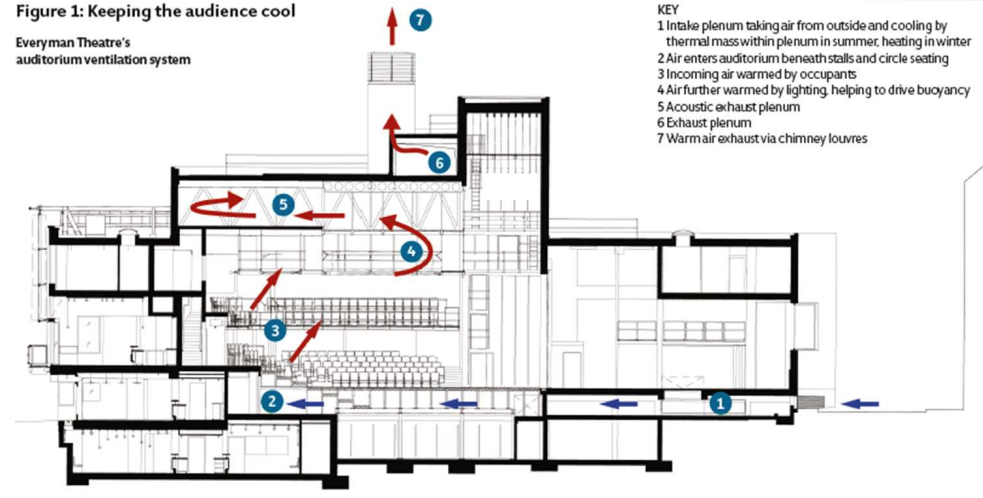 Figure 1: Keeping the audience cool
Everyman Theatre's
auditorium ventilation system
KEY
1 Intake plenum taking air from outside and cooling by
thermal mass within plenum in summer, heating in winter
2 Air enters auditorium beneath stalls and circle seating
3 Incoming air warmed by occupants
4 Air further warmed by lighting, helping to drive buoyancy
5 Acoustic exhaust plenum
6 Exhaust plenum
7 Warm air exhaust via chimney louvres
7
6
5
4
3
2
1